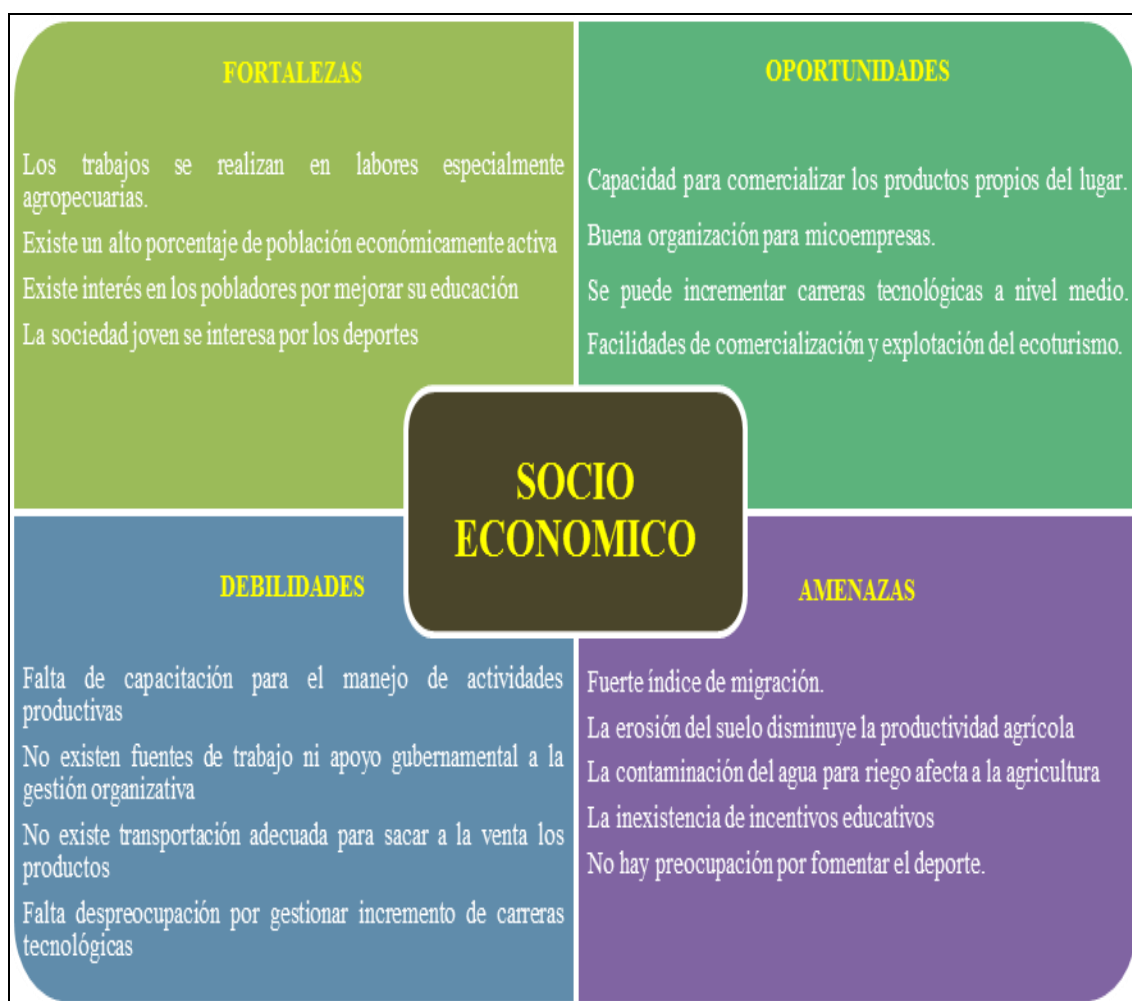 FORTALEZAS
Los trabajos se realizan en labores especialmente
agropecuarias.
Existe un alto porcentaje de población económicamente activa
Existe interés en los pobladores por mejorar su educación
La sociedad joven se interesa por los deportes
OPORTUNIDADES
Capacidad para comercializar los productos propios del lugar.
Buena organización para micoempresas.
Se puede incrementar carreras tecnológicas a nivel medio.
Facilidades de comercialización y explotación del ecoturismo.
SOCIO
ECONOMICO
DEBILIDADES
Falta de capacitación para el manejo de actividades
productivas
No existen fuentes de trabajo ni apoyo gubernamental a la
gestión organizativa
No existe transportación adecuada para sacar a la venta los
productos
Falta despreocupación por gestionar incremento de carreras
tecnológicas
AMENAZAS
Fuerte índice de migración.
La erosión del suelo disminuye la productividad agrícola
La contaminación del agua para riego afecta a la agricultura
La inexistencia de incentivos educativos
No hay preocupación por fomentar el deporte.